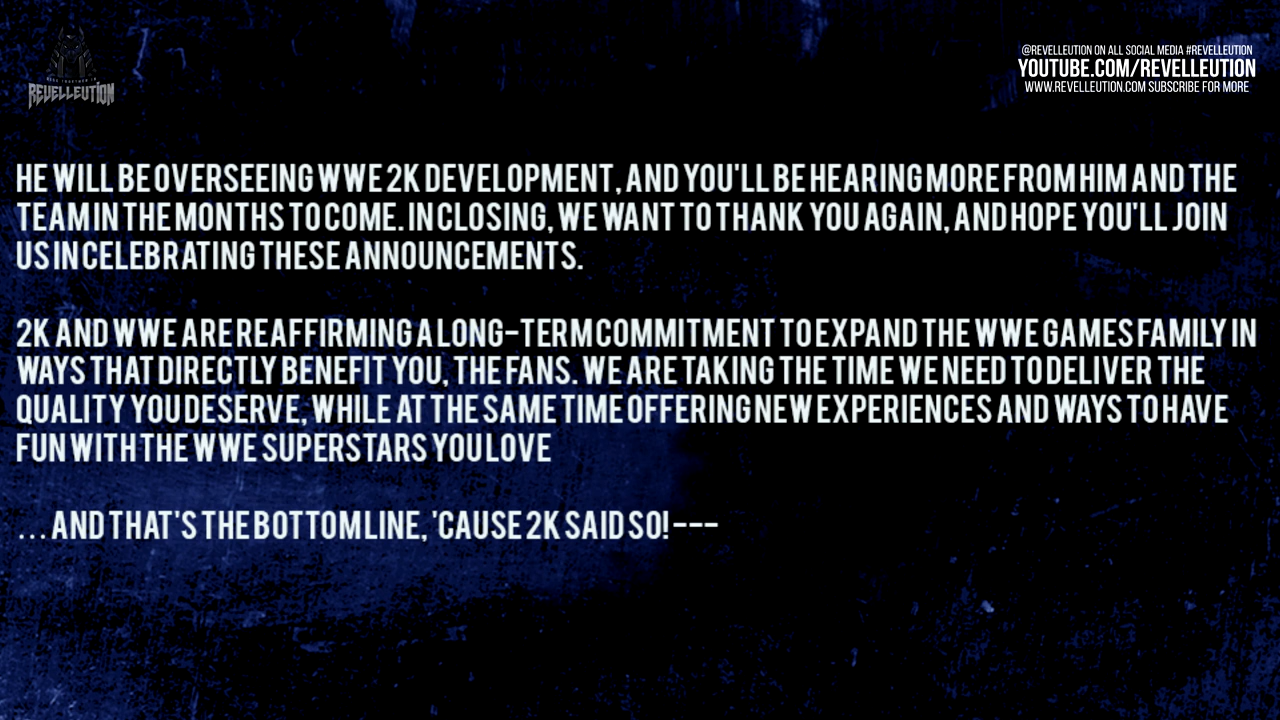 REVELLEUTION
@REVELLEUTION ON ALL SOCIAL MEDIA #REVELLEUTION
YOUTUBE.COM/REVELLEUTION
WWW.REVELLEUTION.COM SUBSCRIBE FOR MORE
HE WILL BE OVERSEEING WWE 2K DEVELOPMENT, AND YOU'LL BE HEARING MORE FROM HIM AND THE
TEAM IN THE MONTHS TO COME. IN CLOSING, WE WANT TO THANK YOU AGAIN, AND HOPE YOU'LL JOIN
US IN CELEBRATING THESE ANNOUNCEMENTS.
2K AND WWE ARE REAFFIRMING A LONG-TERM COMMITMENT TO EXPAND THE WWE GAMES FAMILY IN
WAYS THAT DIRECTLY BENEFIT YOU, THE FANS. WE ARE TAKING THE TIME WE NEED TO DELIVER THE
QUALITY YOU DESERVE, WHILE AT THE SAME TIME OFFERING NEW EXPERIENCES AND WAYS TO HAVE
FUN WITH THE WWE SUPERSTARS YOU LOVE
... AND THAT'S THE BOTTOM LINE, 'CAUSE 2K SAID SO! ---